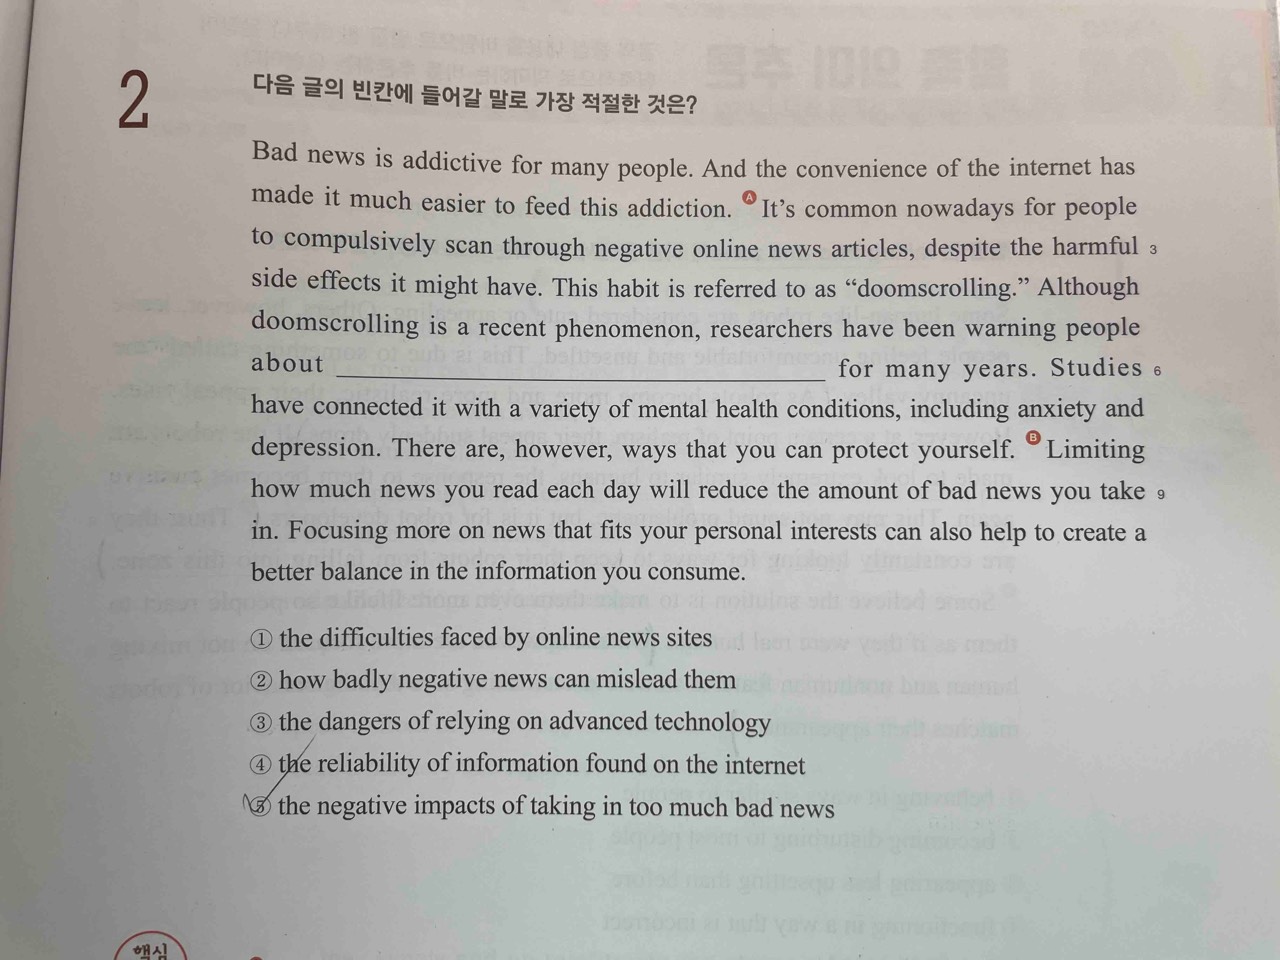 2
다음 글의 빈칸에 들어갈 말로 가장 적절한 것은?
Bad news is addictive for many people. And the convenience of the internet has
made it much easier to feed this addiction. Ⓐ It's common nowadays for people
to compulsively scan through negative online news articles, despite the harmful 3
side effects it might have. This habit is referred to as “doomscrolling.” Although
doomscrolling is a recent phenomenon, researchers have been warning people
about ______________________ for many years. Studies 6
have connected it with a variety of mental health conditions, including anxiety and
depression. There are, however, ways that you can protect yourself. Ⓑ Limiting
how much news you read each day will reduce the amount of bad news you take 9
in. Focusing more on news that fits your personal interests can also help to create a
better balance in the information you consume.
① the difficulties faced by online news sites
② how badly negative news can mislead them
③ the dangers of relying on advanced technology
④ the reliability of information found on the internet
⑤ the negative impacts of taking in too much bad news
핵심